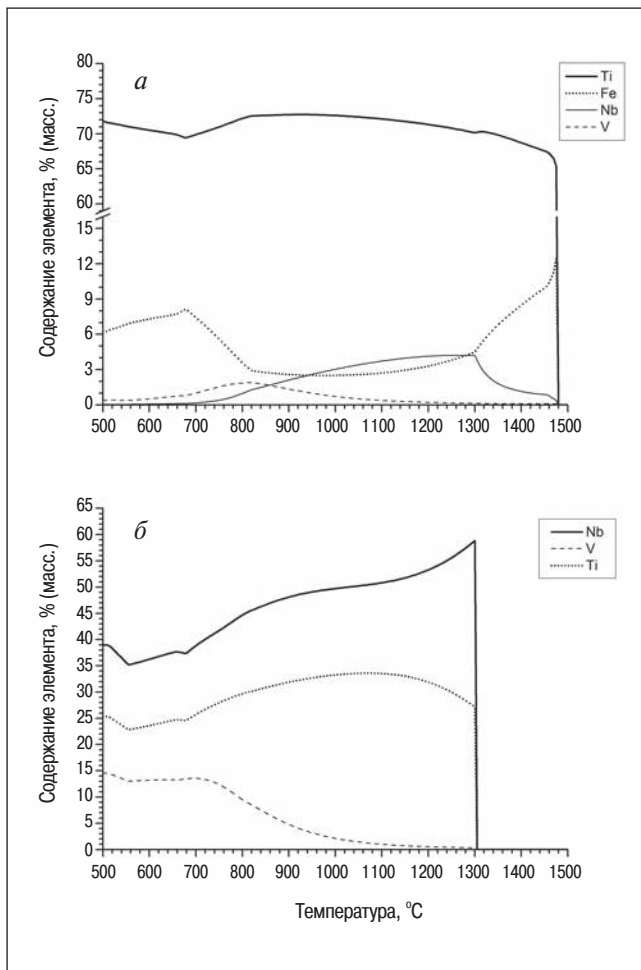 а
80
75
70
65
60
15
12
9
6
3
0
Содержание элемента, % (масс.)
500 600 700 800 900 1000 1100 1200 1300 1400 1500
Ti
Fe
Nb
V
б
65
60
55
50
45
40
35
30
25
20
15
10
5
0
Содержание элемента, % (масс.)
500 600 700 800 900 1000 1100 1200 1300 1400 1500
Nb
V
Ti
Температура, °С